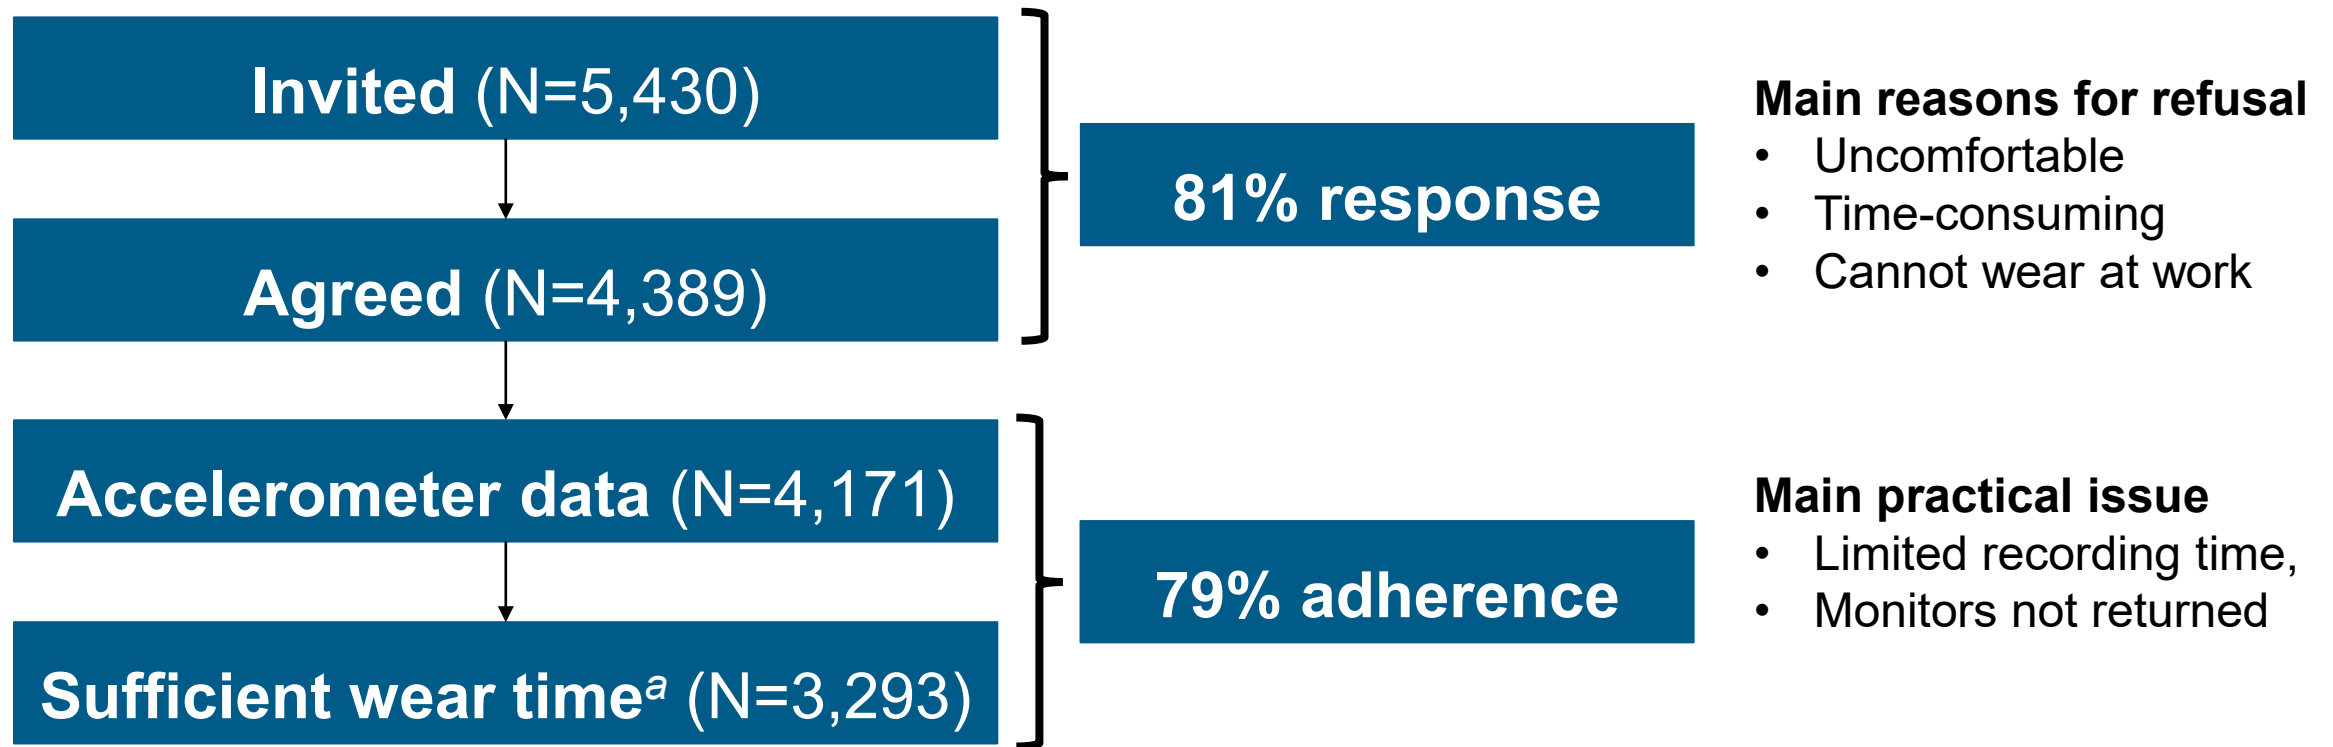 Invited (N=5,430)
Agreed (N=4,389)
81% response
Main reasons for refusal
• Uncomfortable
• Time-consuming
• Cannot wear at work
Accelerometer data (N=4,171)
Sufficient wear timeᵃ (N=3,293)
79% adherence
Main practical issue
• Limited recording time,
• Monitors not returned